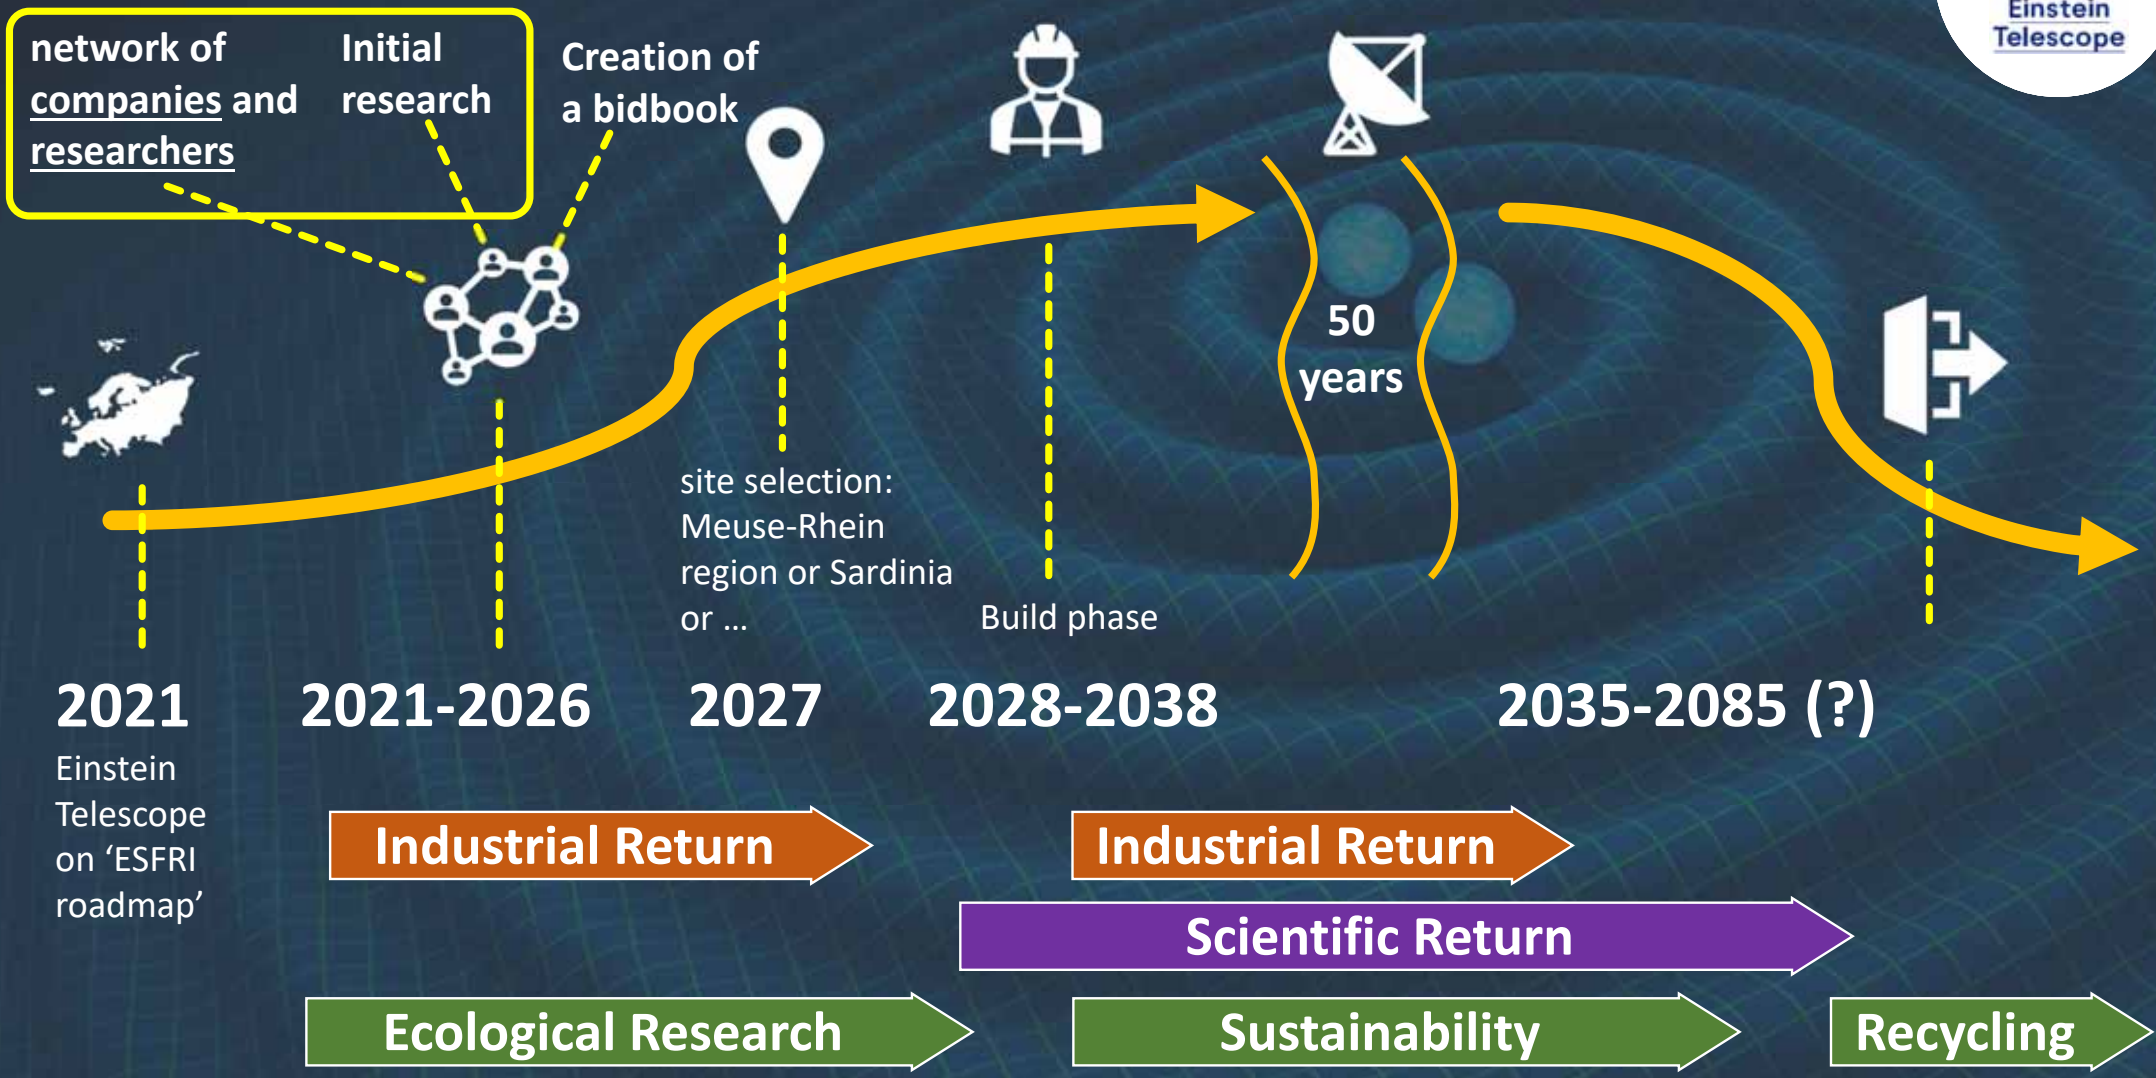 Einstein
Telescope
network of
companies and
researchers
Initial
research
Creation of
a bidbook
50
years
site selection:
Meuse-Rhein
region or Sardinia
or ...
Build phase
2021
2021-2026
2027
2028-2038
2035-2085 (?)
Einstein
Telescope
on ‘ESFRI
roadmap’
Industrial Return
Industrial Return
Scientific Return
Ecological Research
Sustainability
Recycling